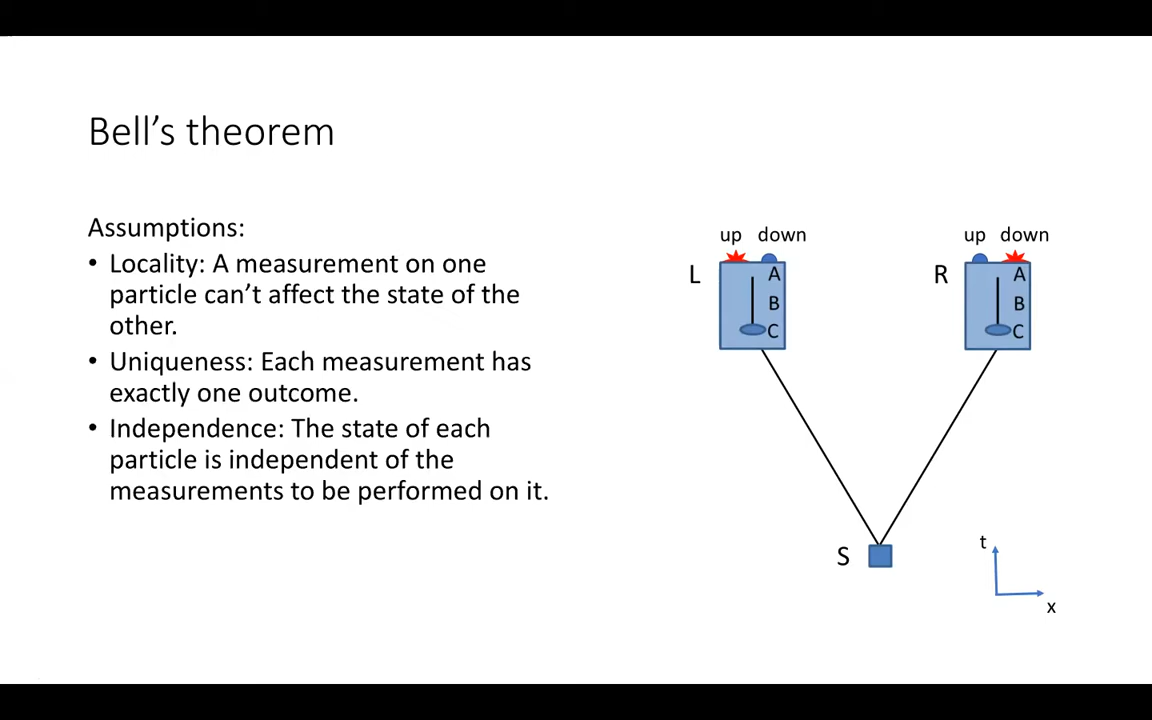 Bell’s theorem
Assumptions:
• Locality: A measurement on one
particle can’t affect the state of the
other.
• Uniqueness: Each measurement has
exactly one outcome.
• Independence: The state of each
particle is independent of the
measurements to be performed on it.
up down
L
A
B
C
up down
R
A
B
C
S
t
x